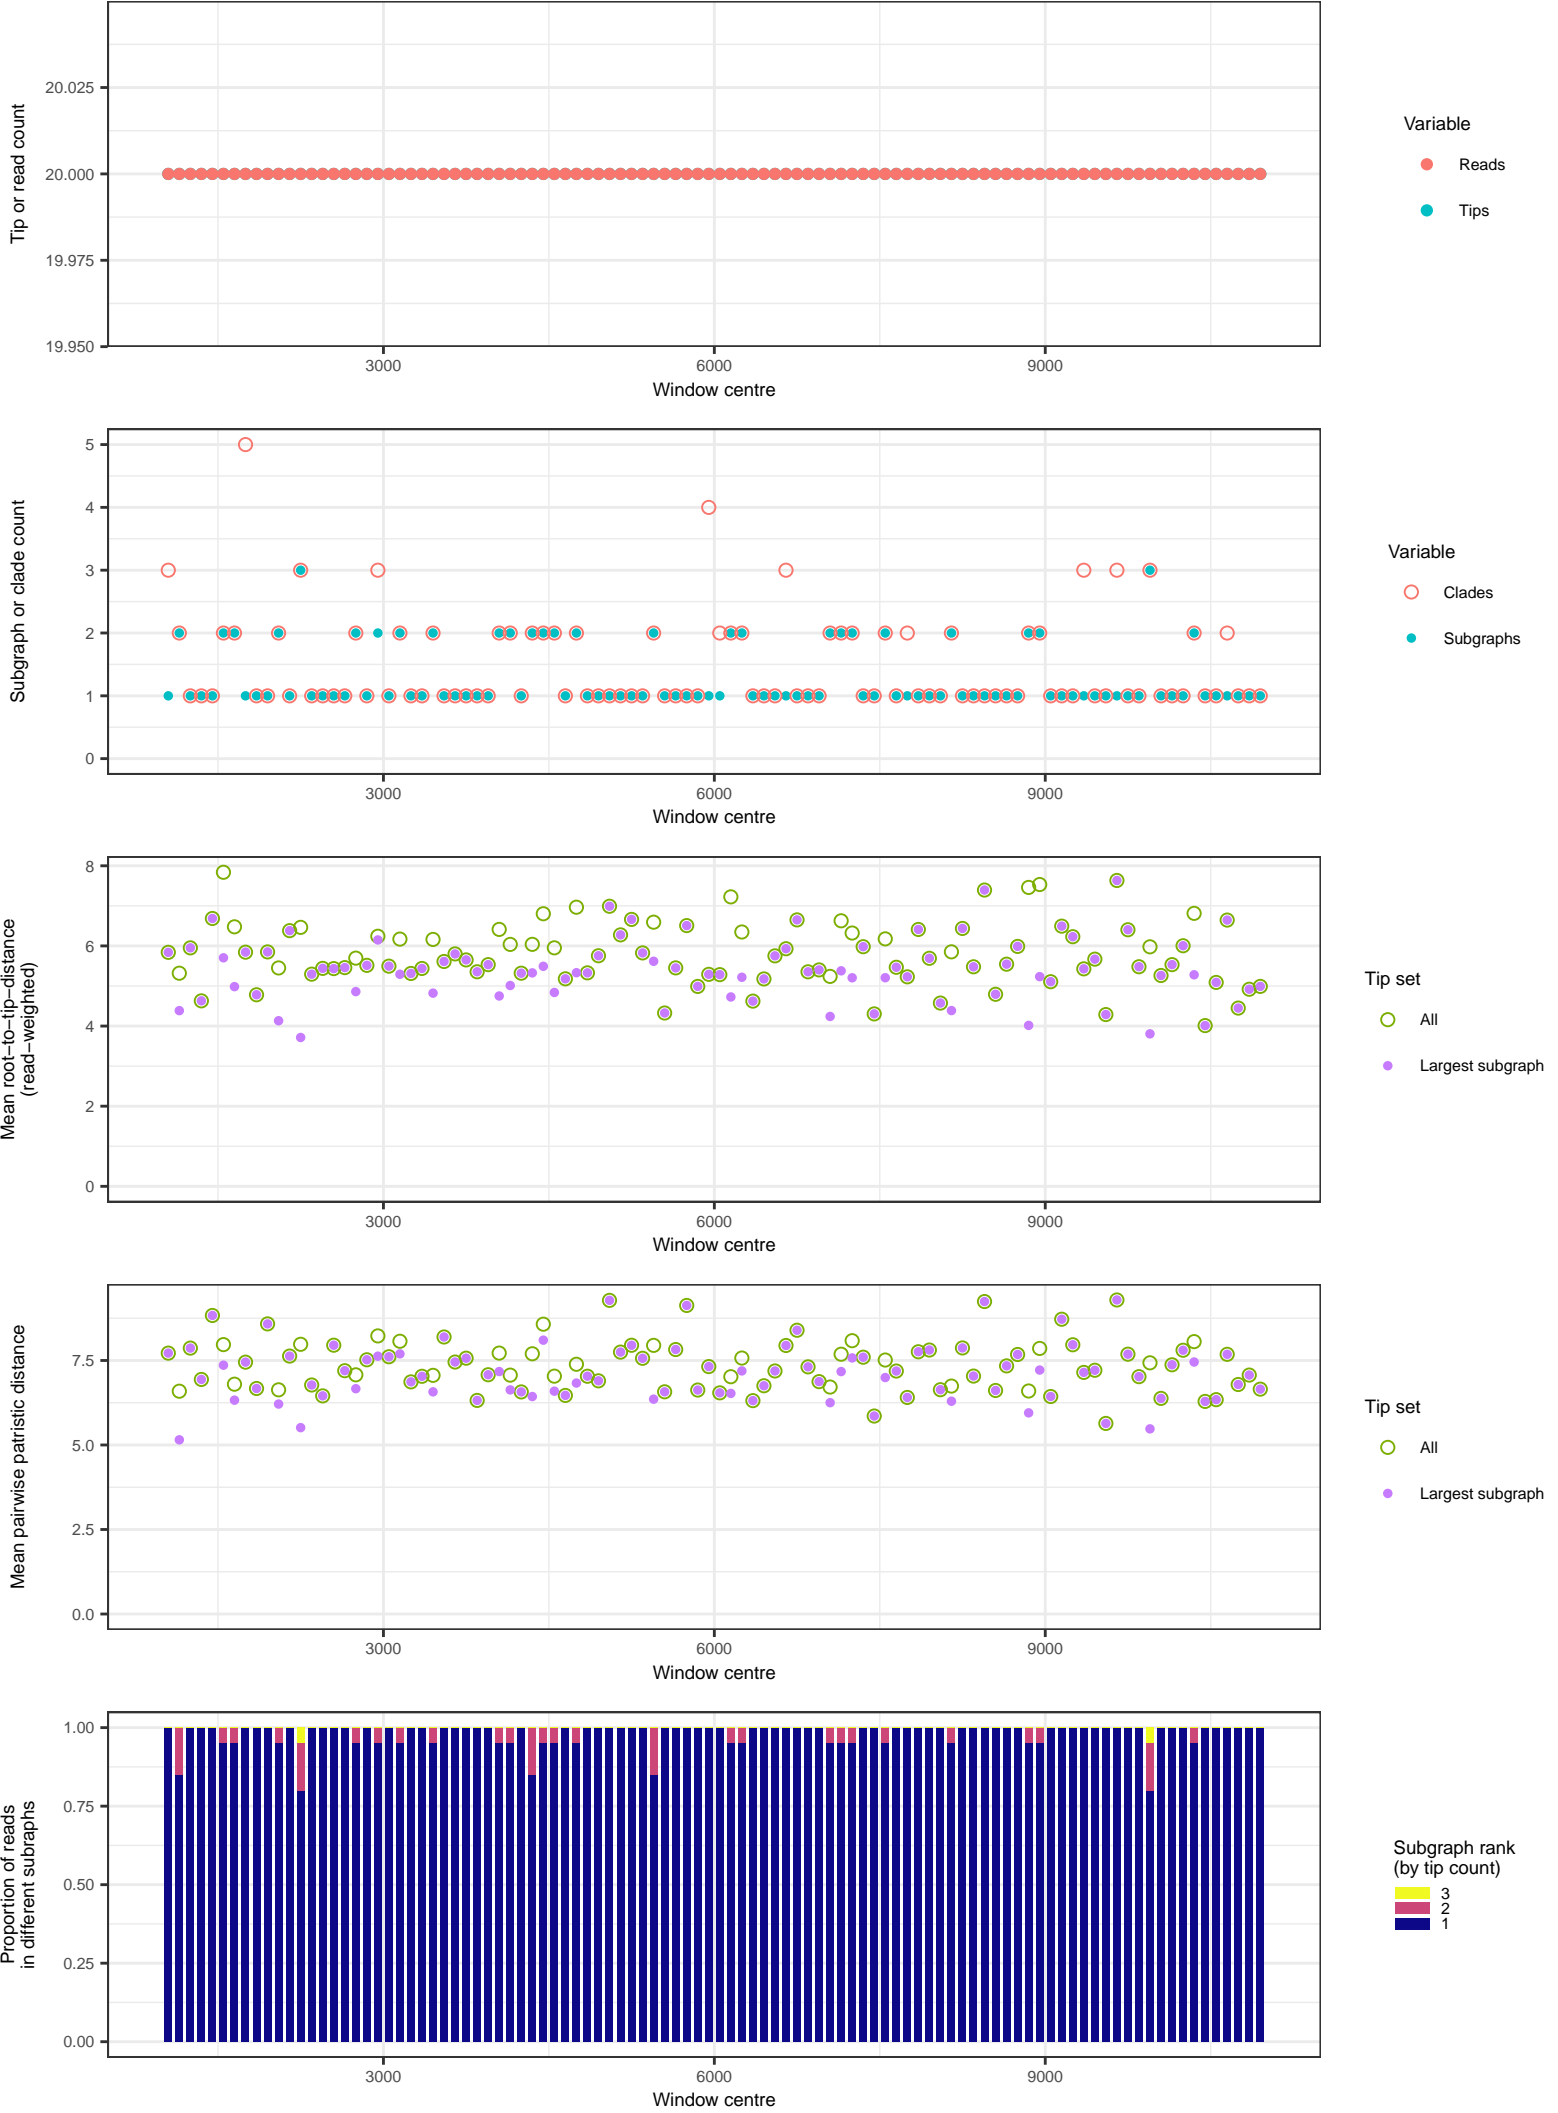 Tip or read count
20.025
20.000
19.975
19.950
3000
6000
9000
Window centre
Variable
Reads
Tips
Subgraph or clade count
5
4
3
2
1
0
3000
6000
9000
Window centre
Variable
Clades
Subgraphs
Mean root−to−tip−distance
(read−weighted)
8
6
4
2
0
3000
6000
9000
Window centre
Tip set
All
Largest subgraph
Mean pairwise patristic distance
7.5
5.0
2.5
0.0
3000
6000
9000
Window centre
Tip set
All
Largest subgraph
Proportion of reads
in different subraphs
1.00
0.75
0.50
0.25
0.00
3000
6000
9000
Window centre
Subgraph rank
(by tip count)
3
2
1